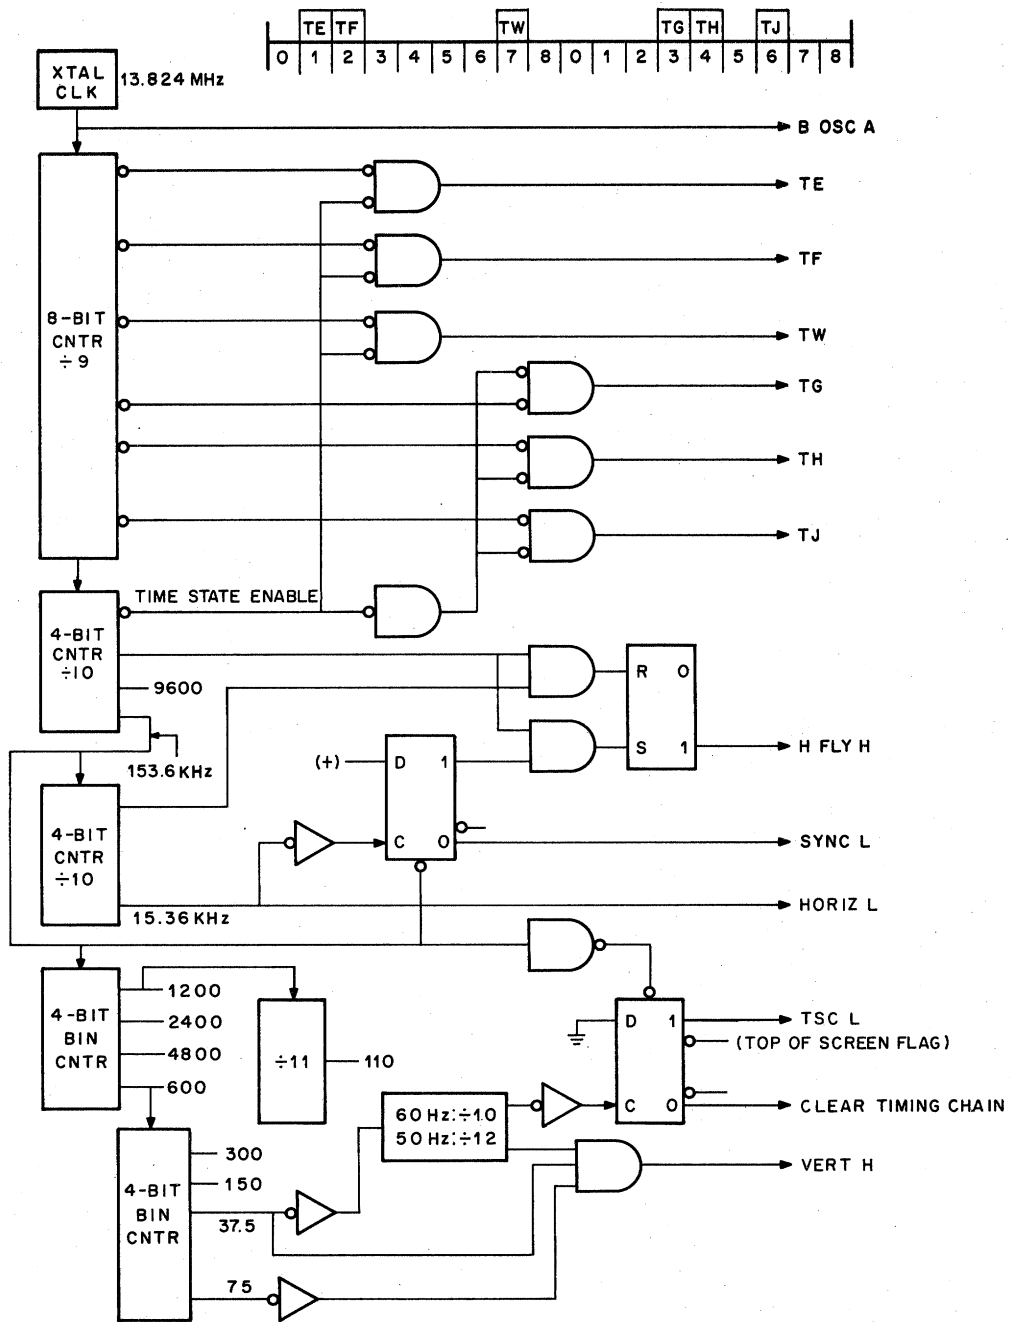 TE TF TW TG TH TJ
0 1 2 3 4 5 6 7 8 0 1 2 3 4 5 6 7 8
XTAL
CLK
13.824 MHz
B OSC A
TE
TF
8-BIT
CNTR
÷9
TW
TG
TH
TJ
TIME STATE ENABLE
4-BIT
CNTR
÷10
9600
153.6 KHz
R 0
S 1
H FLY H
(+)
D 1
C 0
SYNC L
4-BIT
CNTR
÷10
15.36 KHz
HORIZ L
4-BIT
BIN
CNTR
1200
2400
4800
600
÷11
110
D 1
C 0
TSC L
(TOP OF SCREEN FLAG)
CLEAR TIMING CHAIN
60 Hz:÷10
50 Hz:÷12
VERT H
4-BIT
BIN
CNTR
300
150
37.5
75